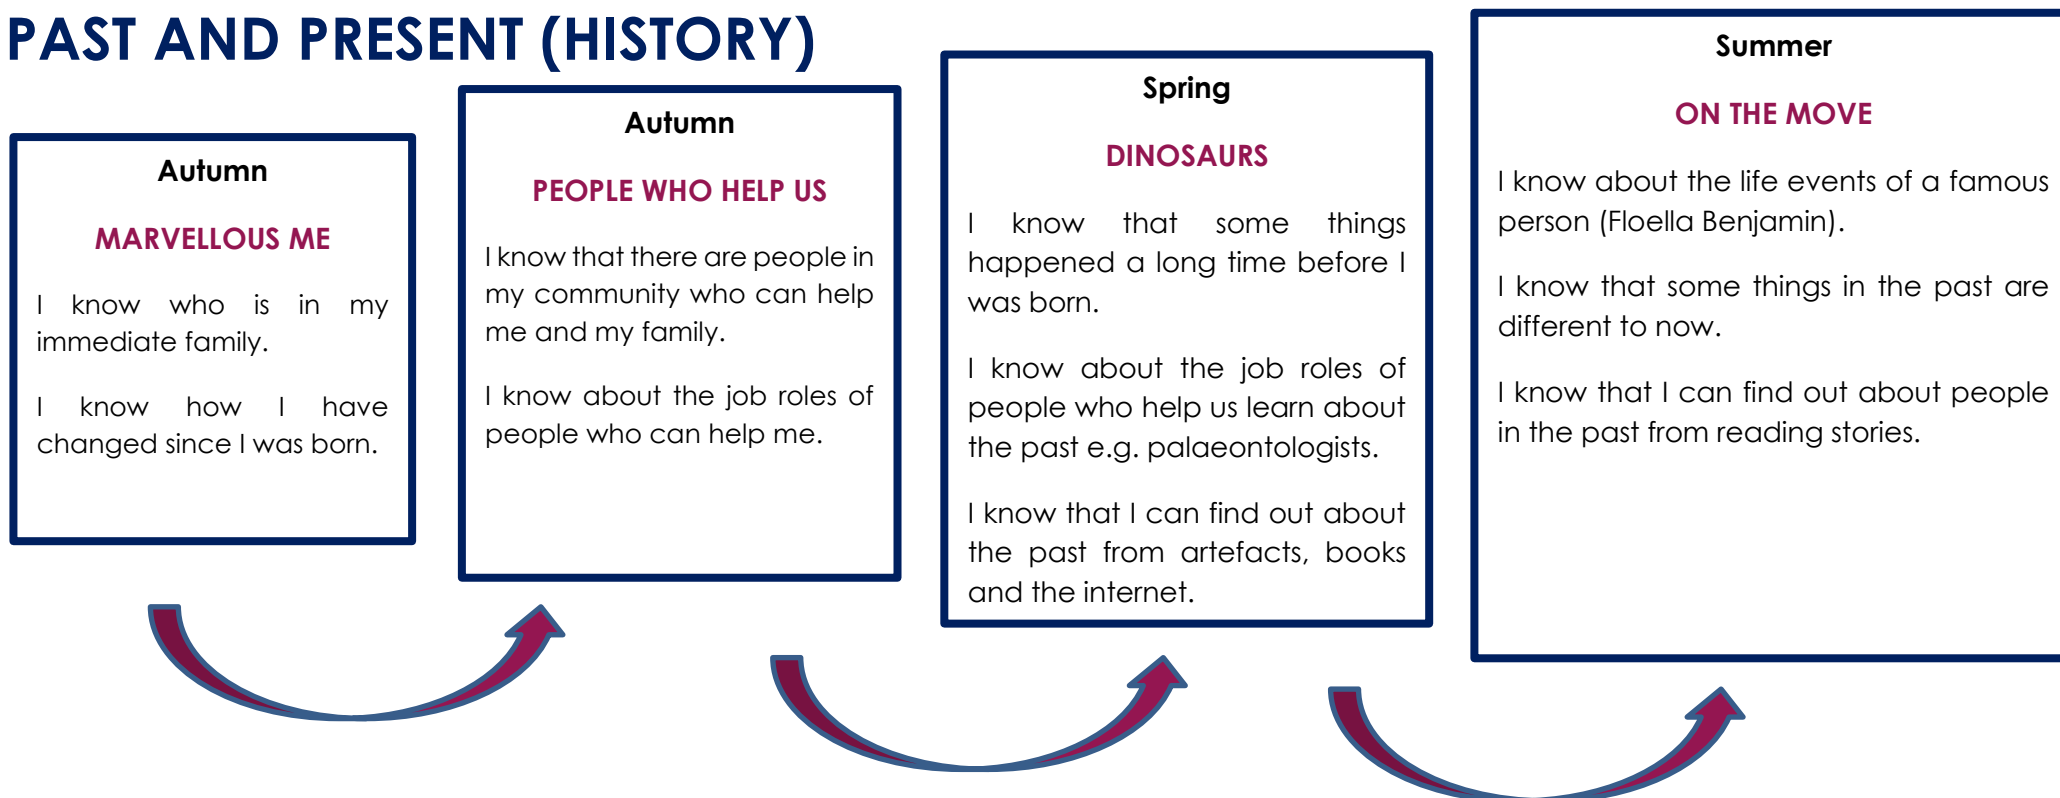 PAST AND PRESENT (HISTORY)
Autumn
MARVELLOUS ME
I know who is in my
immediate family.
I know how I have
changed since I was born.
Autumn
PEOPLE WHO HELP US
I know that there are people in
my community who can help
me and my family.
I know about the job roles of
people who can help me.
Spring
DINOSAURS
I know that some things
happened a long time before I
was born.
I know about the job roles of
people who help us learn about
the past e.g. palaeontologists.
I know that I can find out about
the past from artefacts, books
and the internet.
Summer
ON THE MOVE
I know about the life events of a famous
person (Floella Benjamin).
I know that some things in the past are
different to now.
I know that I can find out about people
in the past from reading stories.